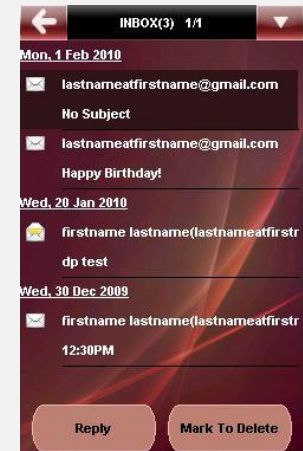 INBOX(3) 1/1
Mon, 1 Feb 2010
lastnameatfirstname@gmail.com
No Subject
lastnameatfirstname@gmail.com
Happy Birthday!
Wed, 20 Jan 2010
firstname lastname(lastnameatfirstr
dp test
Wed, 30 Dec 2009
firstname lastname(lastnameatfirstr
12:30PM
Reply Mark To Delete